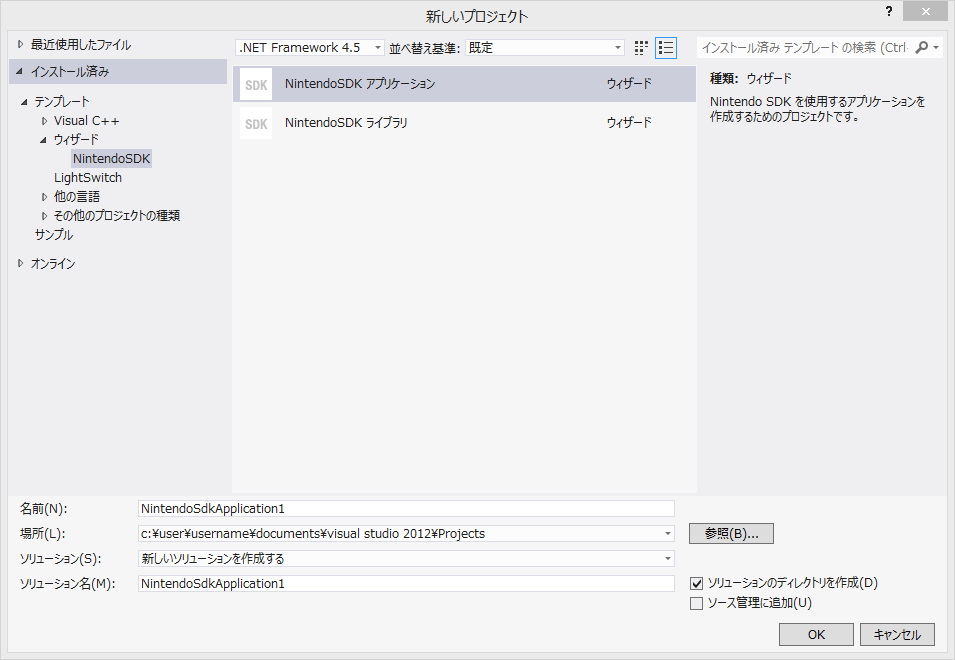 新しいプロジェクト
?
最近使用したファイル
.NET Framework 4.5 並べ替え基準: 既定
インストール済み テンプレート の検索 (Ctrl-
インストール済み
テンプレート
Visual C++
ウィザード
NintendoSDK
LightSwitch
他の言語
その他のプロジェクトの種類
サンプル
オンライン
SDK NintendoSDK アプリケーション ウィザード
SDK NintendoSDK ライブラリ ウィザード
種類: ウィザード
Nintendo SDK を使用するアプリケーションを
作成するためのプロジェクトです。
名前(N): NintendoSdkApplication1
場所(L): c:¥user¥username¥documents¥visual studio 2012¥Projects 参照(B)...
ソリューション(S): 新しいソリューションを作成する
ソリューション名(M): NintendoSdkApplication1
ソリューションのディレクトリを作成(D)
ソース管理に追加(U)
OK キャンセル